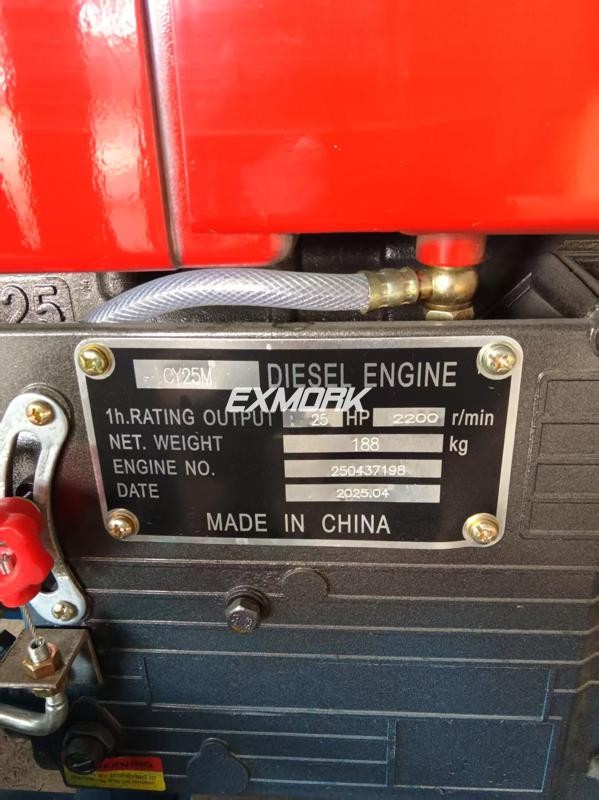 25
CY25M DIESEL ENGINE
EXMORK
1h.RATING OUTPUT : 25 HP 2200 r/min
NET. WEIGHT 188 kg
ENGINE NO. 250437198
DATE 2025.04
MADE IN CHINA
WARNING
prohibited